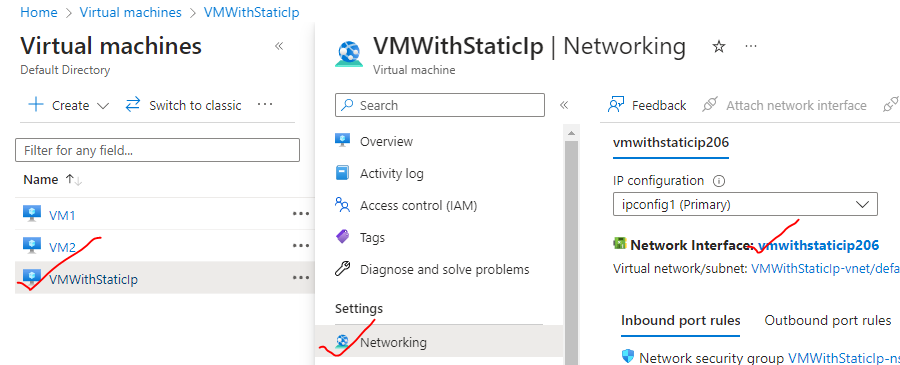 Home > Virtual machines > VMWithStaticIp
Virtual machines
«
Default Directory
+ Create
Switch to classic
...
Filter for any field...
Name ↑↓
VM1 ...
VM2 ...
VMWithStaticIp ...
VMWithStaticIp | Networking
☆ ...
Virtual machine
Search
«
Overview
Activity log
Access control (IAM)
Tags
Diagnose and solve problems
Settings
Networking
Feedback
Attach network interface
vmwithstaticip206
IP configuration
ipconfig1 (Primary)
Network Interface: vmwithstaticip206
Virtual network/subnet: VMWithStaticIp-vnet/defa
Inbound port rules
Outbound port rules
Network security group VMWithStaticIp-ns